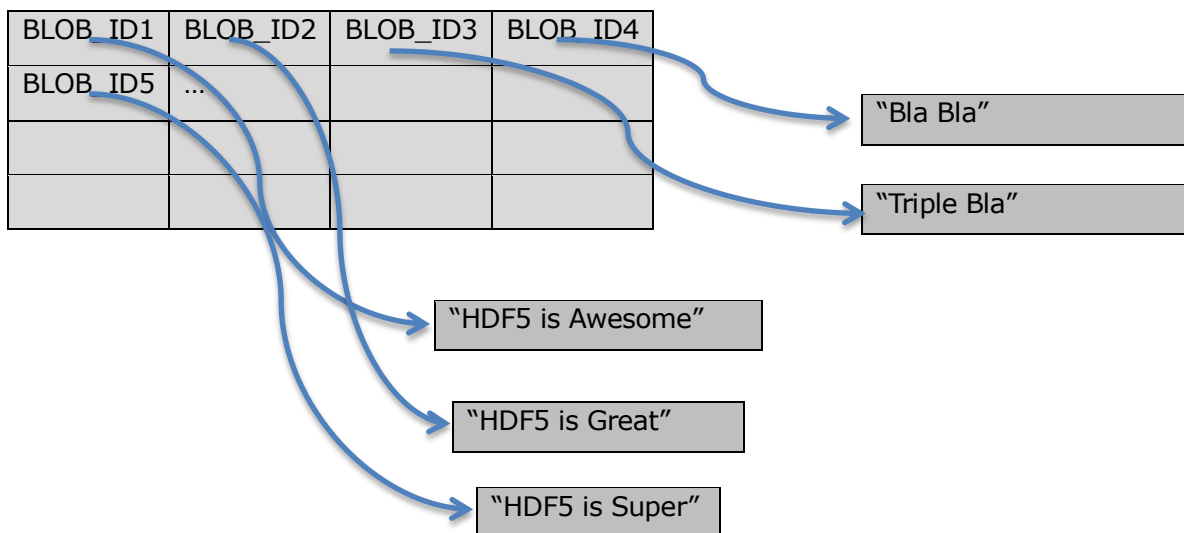 BLOB_ID1 BLOB_ID2 BLOB_ID3 BLOB_ID4
BLOB_ID5 …
“Bla Bla”
“Triple Bla”
“HDF5 is Awesome”
“HDF5 is Great”
“HDF5 is Super”